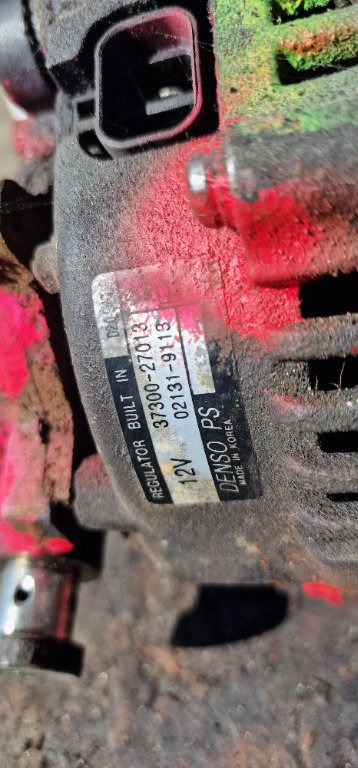 REGULATOR BUILT IN
37300-27013
12V 02131-9113
DENSO PS
MADE IN KOREA